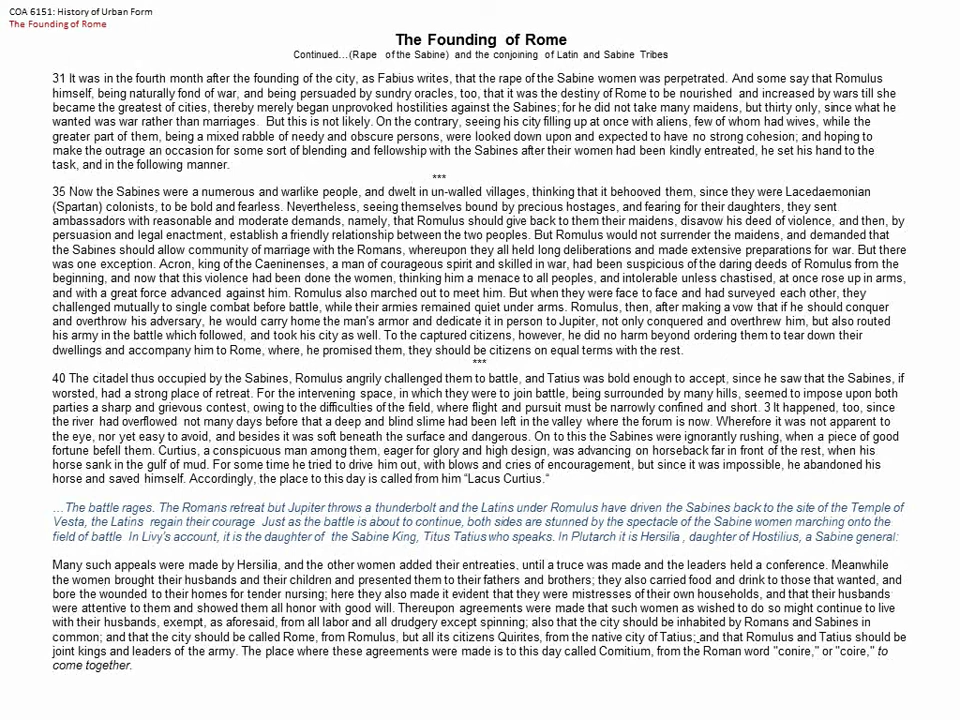 COA 6151: History of Urban Form
The Founding of Rome
The Founding of Rome
Continued…(Rape of the Sabine) and the conjoining of Latin and Sabine Tribes
31 It was in the fourth month after the founding of the city, as Fabius writes, that the rape of the Sabine women was perpetrated. And some say that Romulus
himself, being naturally fond of war, and being persuaded by sundry oracles, too, that it was the destiny of Rome to be nourished and increased by wars till she
became the greatest of cities, thereby merely began unprovoked hostilities against the Sabines; for he did not take many maidens, but thirty only, since what he
wanted was war rather than marriages. But this is not likely. On the contrary, seeing his city filling up at once with aliens, few of whom had wives, while the
greater part of them, being a mixed rabble of needy and obscure persons, were looked down upon and expected to have no strong cohesion; and hoping to
make the outrage an occasion for some sort of blending and fellowship with the Sabines after their women had been kindly entreated, he set his hand to the
task, and in the following manner.
***
35 Now the Sabines were a numerous and warlike people, and dwelt in un-walled villages, thinking that it behooved them, since they were Lacedaemonian
(Spartan) colonists, to be bold and fearless. Nevertheless, seeing themselves bound by precious hostages, and fearing for their daughters, they sent
ambassadors with reasonable and moderate demands, namely, that Romulus should give back to them their maidens, disavow his deed of violence, and then, by
persuasion and legal enactment, establish a friendly relationship between the two peoples. But Romulus would not surrender the maidens, and demanded that
the Sabines should allow community of marriage with the Romans, whereupon they all held long deliberations and made extensive preparations for war. But there
was one exception. Acron, king of the Caeninenses, a man of courageous spirit and skilled in war, had been suspicious of the daring deeds of Romulus from the
beginning, and now that this violence had been done the women, thinking him a menace to all peoples, and intolerable unless chastised, at once rose up in arms,
and with a great force advanced against him. Romulus also marched out to meet him. But when they were face to face and had surveyed each other, they
challenged mutually to single combat before battle, while their armies remained quiet under arms. Romulus, then, after making a vow that if he should conquer
and overthrow his adversary, he would carry home the man's armor and dedicate it in person to Jupiter, not only conquered and overthrew him, but also routed
his army in the battle which followed, and took his city as well. To the captured citizens, however, he did no harm beyond ordering them to tear down their
dwellings and accompany him to Rome, where, he promised them, they should be citizens on equal terms with the rest.
***
40 The citadel thus occupied by the Sabines, Romulus angrily challenged them to battle, and Tatius was bold enough to accept, since he saw that the Sabines, if
worsted, had a strong place of retreat. For the intervening space, in which they were to join battle, being surrounded by many hills, seemed to impose upon both
parties a sharp and grievous contest, owing to the difficulties of the field, where flight and pursuit must be narrowly confined and short. 3 It happened, too, since
the river had overflowed not many days before that a deep and blind slime had been left in the valley where the forum is now. Wherefore it was not apparent to
the eye, nor yet easy to avoid, and besides it was soft beneath the surface and dangerous. On to this the Sabines were ignorantly rushing, when a piece of good
fortune befell them. Curtius, a conspicuous man among them, eager for glory and high design, was advancing on horseback far in front of the rest, when his
horse sank in the gulf of mud. For some time he tried to drive him out, with blows and cries of encouragement, but since it was impossible, he abandoned his
horse and saved himself. Accordingly, the place to this day is called from him “Lacus Curtius.“
…The battle rages. The Romans retreat but Jupiter throws a thunderbolt and the Latins under Romulus have driven the Sabines back to the site of the Temple of
Vesta, the Latins regain their courage Just as the battle is about to continue, both sides are stunned by the spectacle of the Sabine women marching onto the
field of battle In Livy’s account, it is the daughter of the Sabine King, Titus Tatius who speaks. In Plutarch it is Hersilia , daughter of Hostilius, a Sabine general:
Many such appeals were made by Hersilia, and the other women added their entreaties, until a truce was made and the leaders held a conference. Meanwhile
the women brought their husbands and their children and presented them to their fathers and brothers; they also carried food and drink to those that wanted, and
bore the wounded to their homes for tender nursing; here they also made it evident that they were mistresses of their own households, and that their husbands
were attentive to them and showed them all honor with good will. Thereupon agreements were made that such women as wished to do so might continue to live
with their husbands, exempt, as aforesaid, from all labor and all drudgery except spinning; also that the city should be inhabited by Romans and Sabines in
common; and that the city should be called Rome, from Romulus, but all its citizens Quirites, from the native city of Tatius; and that Romulus and Tatius should be
joint kings and leaders of the army. The place where these agreements were made is to this day called Comitium, from the Roman word "conire," or "coire," to
come together.